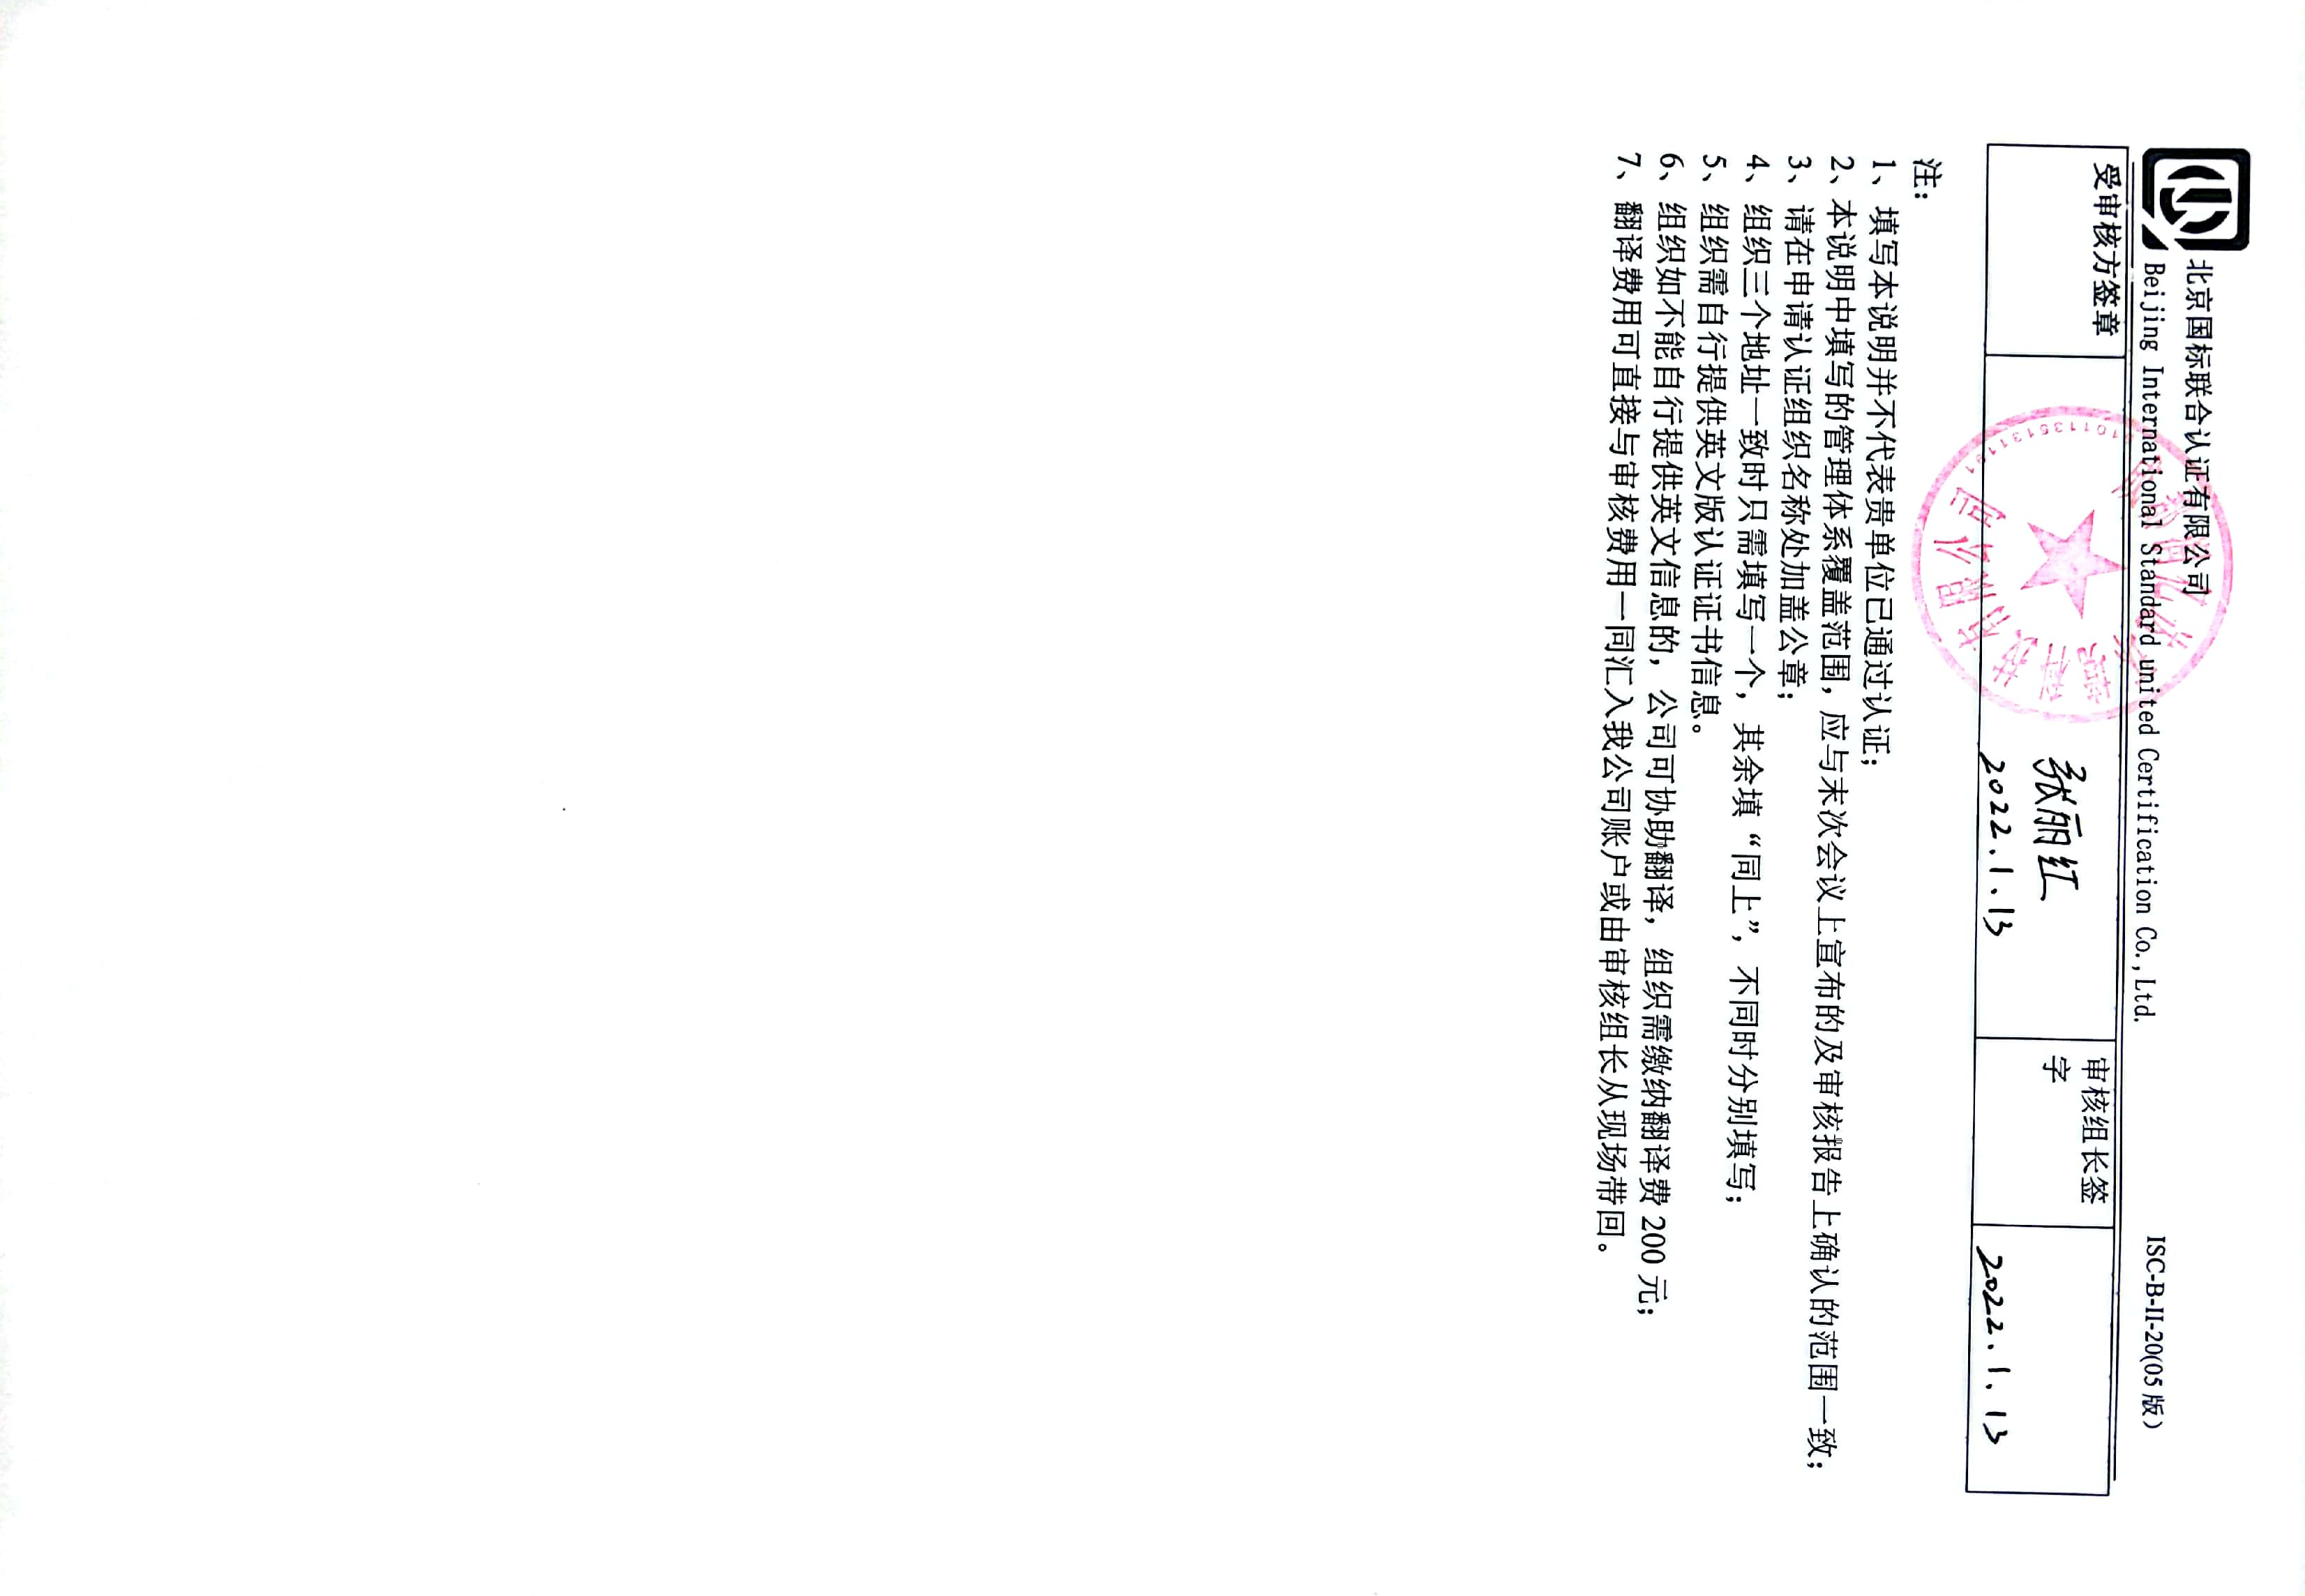 北京国标联合认证有限公司
Beijing International Standard united Certification Co.,Ltd.
ISC-B-II-20(05版)
受审核方签章
张丽红
2022.1.13
审核组长签
字
2022.1.13
注:
1、填写本说明并不代表贵单位已通过认证;
2、本说明中填写的管理体系覆盖范围,应与末次会议上宣布的及审核报告上确认的范围一致;
3、请在申请认证组织名称处加盖公章;
4、组织三个地址一致时只需填写一个,其余填“同上”,不同时分别填写;
5、组织需自行提供英文版认证证书信息。
6、组织如不能自行提供英文信息的,公司可协助翻译,组织需缴纳翻译费200元;
7、翻译费用可直接与审核费用一同汇入我公司账户或由审核组长从现场带回。
科技有限公司